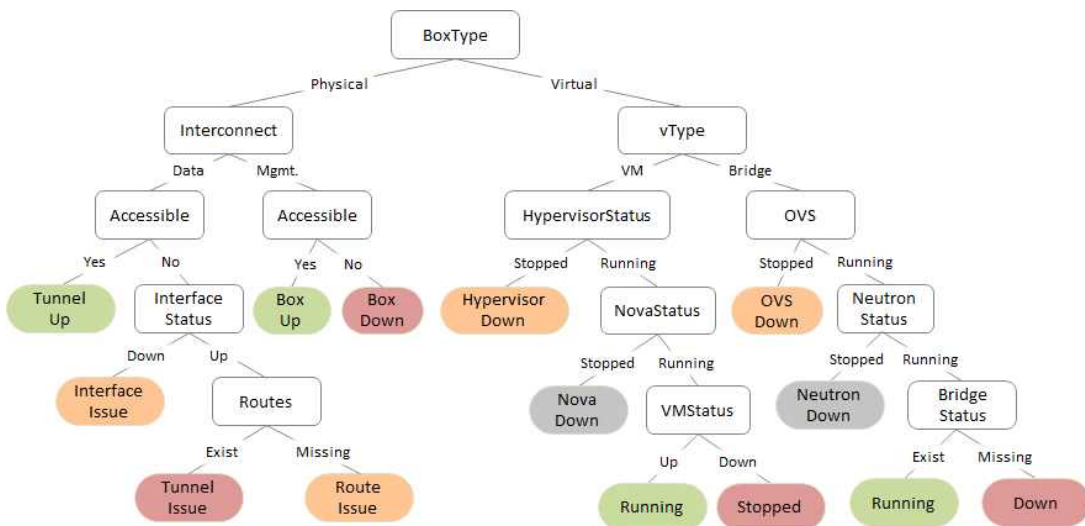 BoxType
Physical
Virtual
Interconnect
vType
Data
Mgmt.
VM
Bridge
Accessible
Accessible
HypervisorStatus
OVS
Yes
No
Yes
No
Stopped
Running
Stopped
Running
Tunnel
Up
Interface
Status
Box
Up
Box
Down
Hypervisor
Down
NovaStatus
OVS
Down
Neutron
Status
Down
Up
Stopped
Running
Stopped
Running
Interface
Issue
Routes
Nova
Down
VMStatus
Neutron
Down
Bridge
Status
Exist
Missing
Up
Down
Exist
Missing
Tunnel
Issue
Route
Issue
Running
Stopped
Running
Down